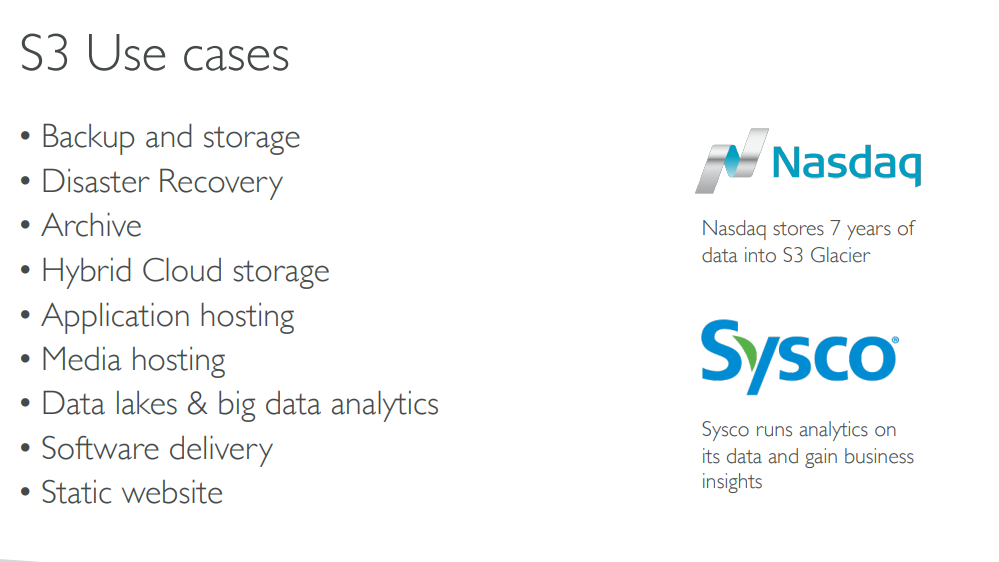 S3 Use cases
• Backup and storage
• Disaster Recovery
• Archive
• Hybrid Cloud storage
• Application hosting
• Media hosting
• Data lakes & big data analytics
• Software delivery
• Static website
Nasdaq
Nasdaq stores 7 years of
data into S3 Glacier
Sysco®
Sysco runs analytics on
its data and gain business
insights